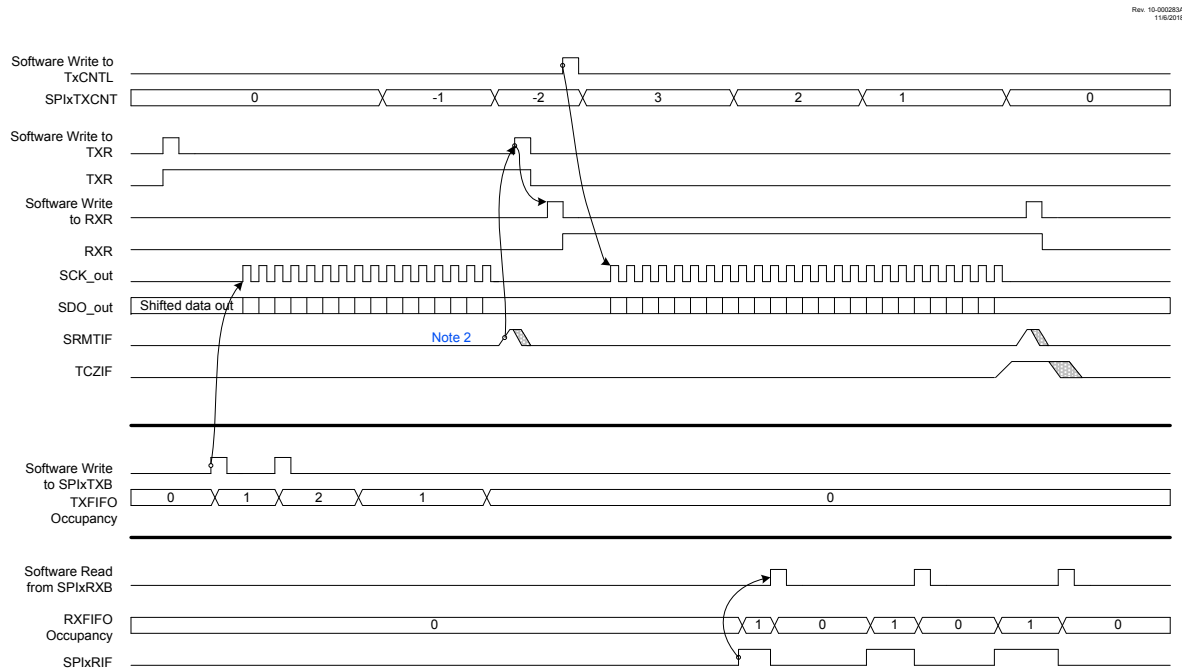 Rev. 10-000283A
11/6/2018
Software Write to
TxCNTL
SPIxTXCNT 0 -1 -2 3 2 1 0
Software Write to
TXR
TXR
Software Write
to RXR
RXR
SCK_out
SDO_out Shifted data out
SRMTIF Note 2
TCZIF
Software Write
to SPIxTXB
TXFIFO
Occupancy
0 1 2 1 0
Software Read
from SPIxRXB
RXFIFO
Occupancy
0 1 0 1 0 1 0
SPIxRIF